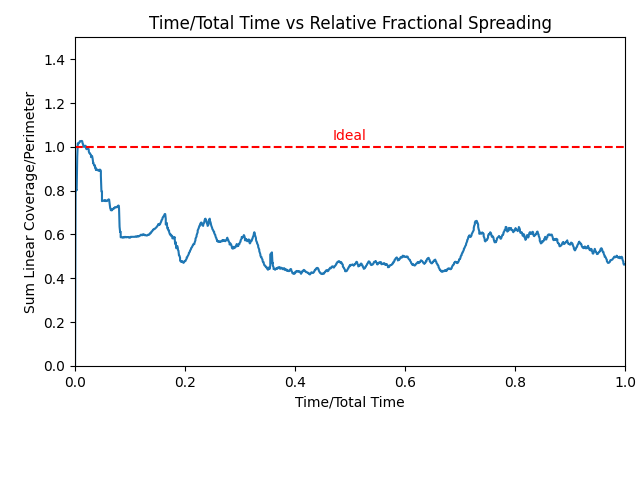 Time/Total Time vs Relative Fractional Spreading
1.4
1.2
1.0
0.8
0.6
0.4
0.2
0.0
Sum Linear Coverage/Perimeter
Ideal
0.0 0.2 0.4 0.6 0.8 1.0
Time/Total Time